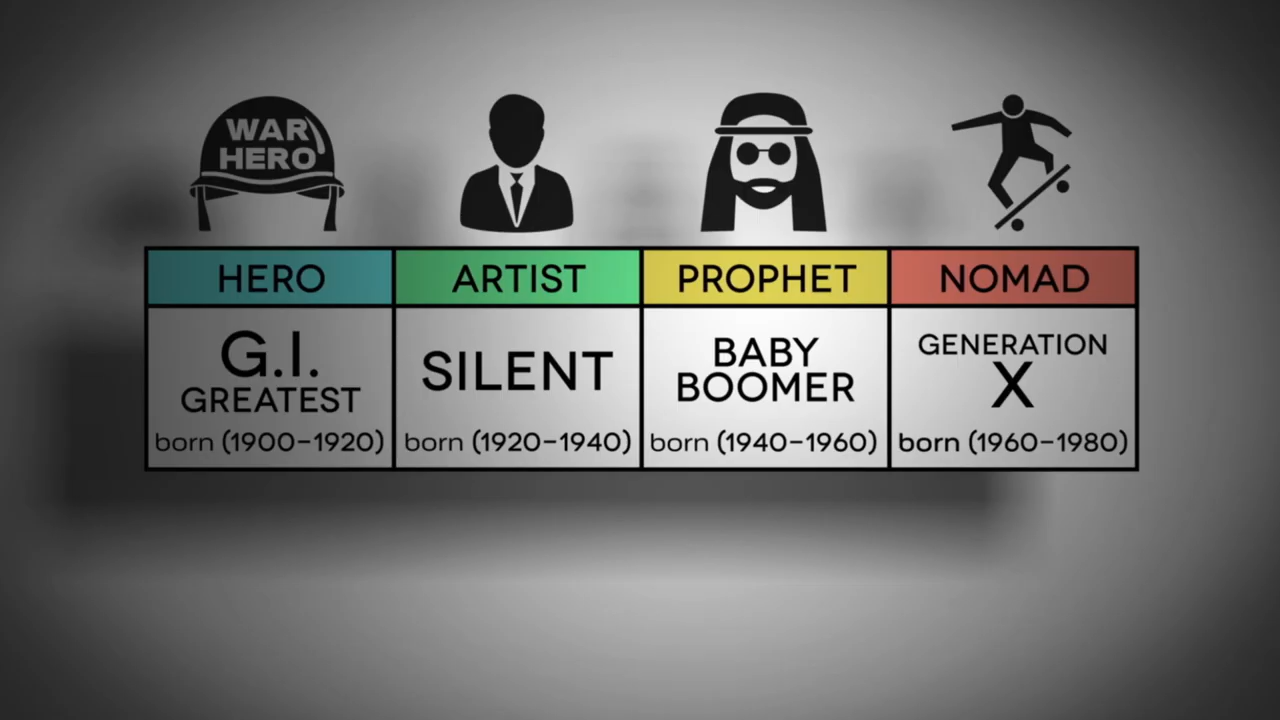 WAR
HERO
HERO
ARTIST
PROPHET
NOMAD
G.I.
GREATEST
born (1900–1920)
SILENT
born (1920–1940)
BABY
BOOMER
born (1940–1960)
GENERATION
X
born (1960–1980)